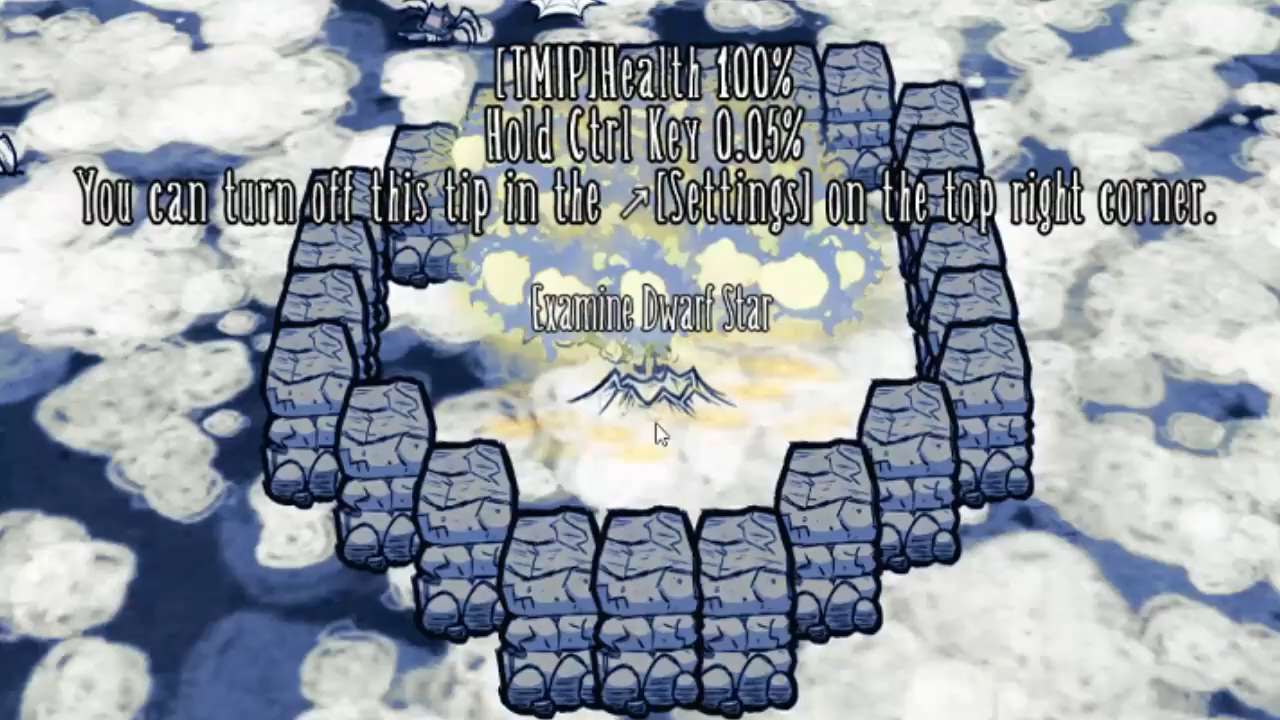 [TMIP]Health 100%
Hold Ctrl Key 0.05%
You can turn off this tip in the ↗[Settings] on the top right corner.
Examine Dwarf Star